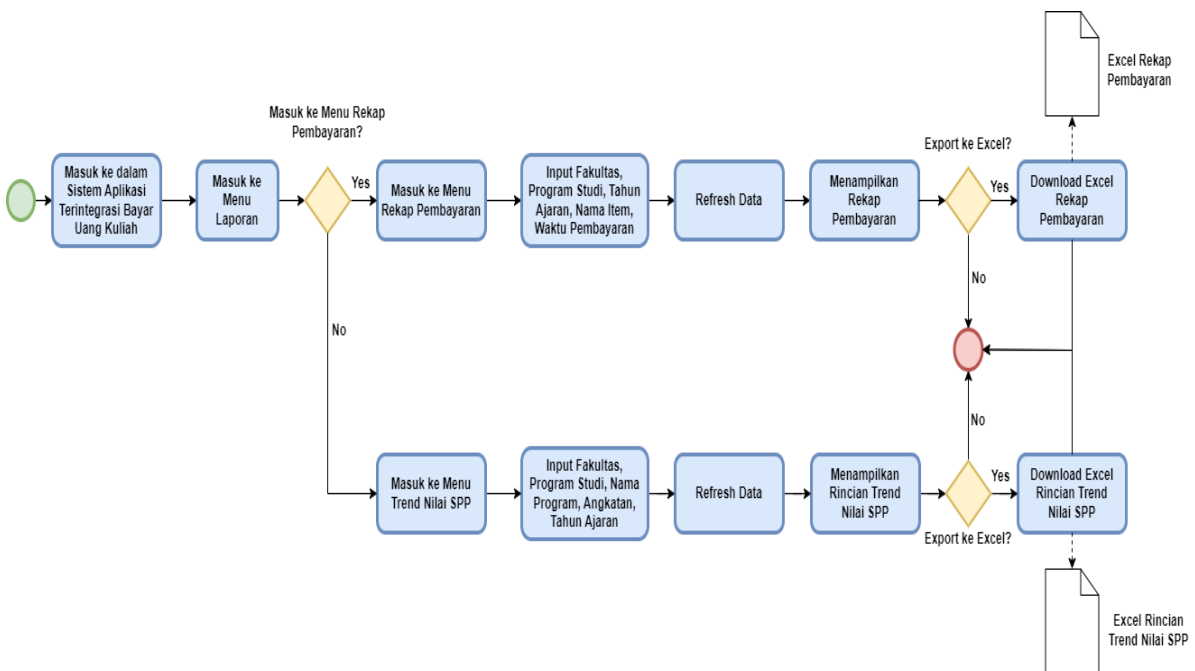 Excel Rekap
Pembayaran
Masuk ke Menu Rekap
Pembayaran?
Export ke Excel?
Masuk ke dalam
Sistem Aplikasi
Terintegrasi Bayar
Uang Kuliah
Masuk ke
Menu
Laporan
Yes
Masuk ke Menu
Rekap Pembayaran
Input Fakultas,
Program Studi, Tahun
Ajaran, Nama Item,
Waktu Pembayaran
Refresh Data
Menampilkan
Rekap
Pembayaran
Yes
Download Excel
Rekap
Pembayaran
No
No
No
Masuk ke Menu
Trend Nilai SPP
Input Fakultas,
Program Studi, Nama
Program, Angkatan,
Tahun Ajaran
Refresh Data
Menampilkan
Rincian Trend
Nilai SPP
Yes
Download Excel
Rincian Trend
Nilai SPP
Export ke Excel?
Excel Rincian
Trend Nilai SPP